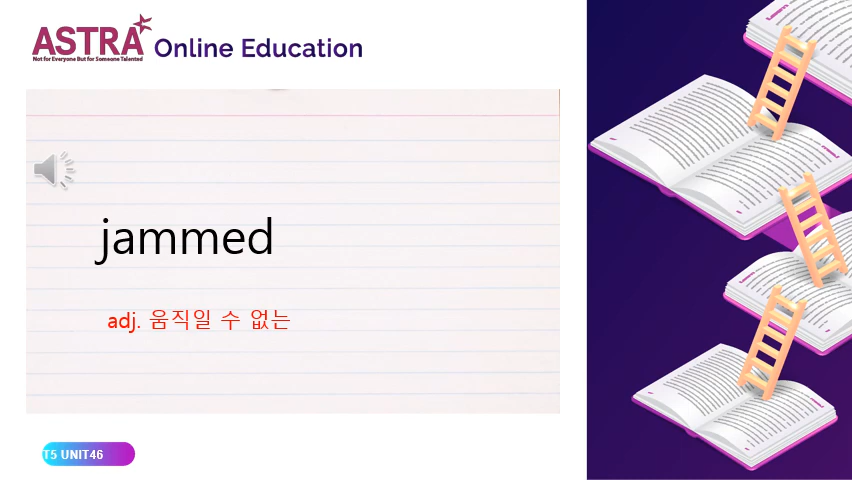 ASTRA
Not for Everyone But for Someone Talented
Online Education
jammed
adj. 움직일 수 없는
T5 UNIT46